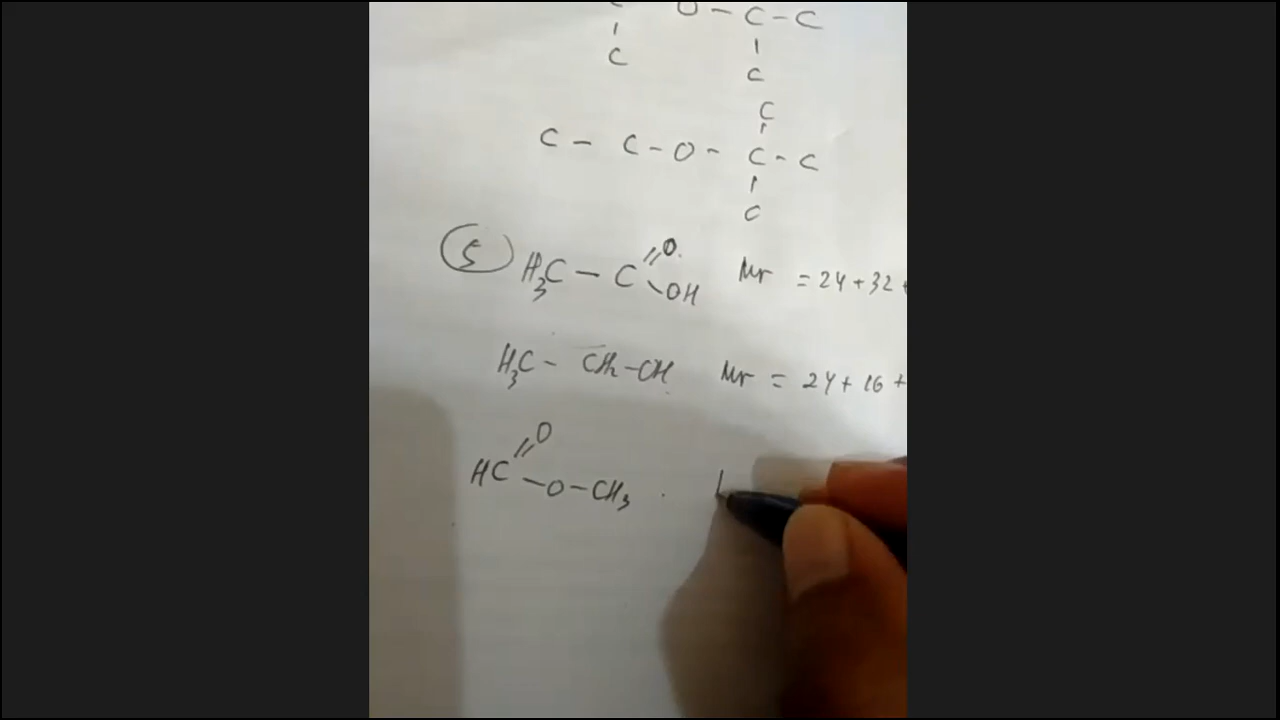 O - C - C
C
C
C
C - C - O - C - C
C
5
O
H3C - C
OH
Mr = 24 + 32 +
H3C - CH2 - OH Mr = 24 + 16 +
O
HC
- O - CH3